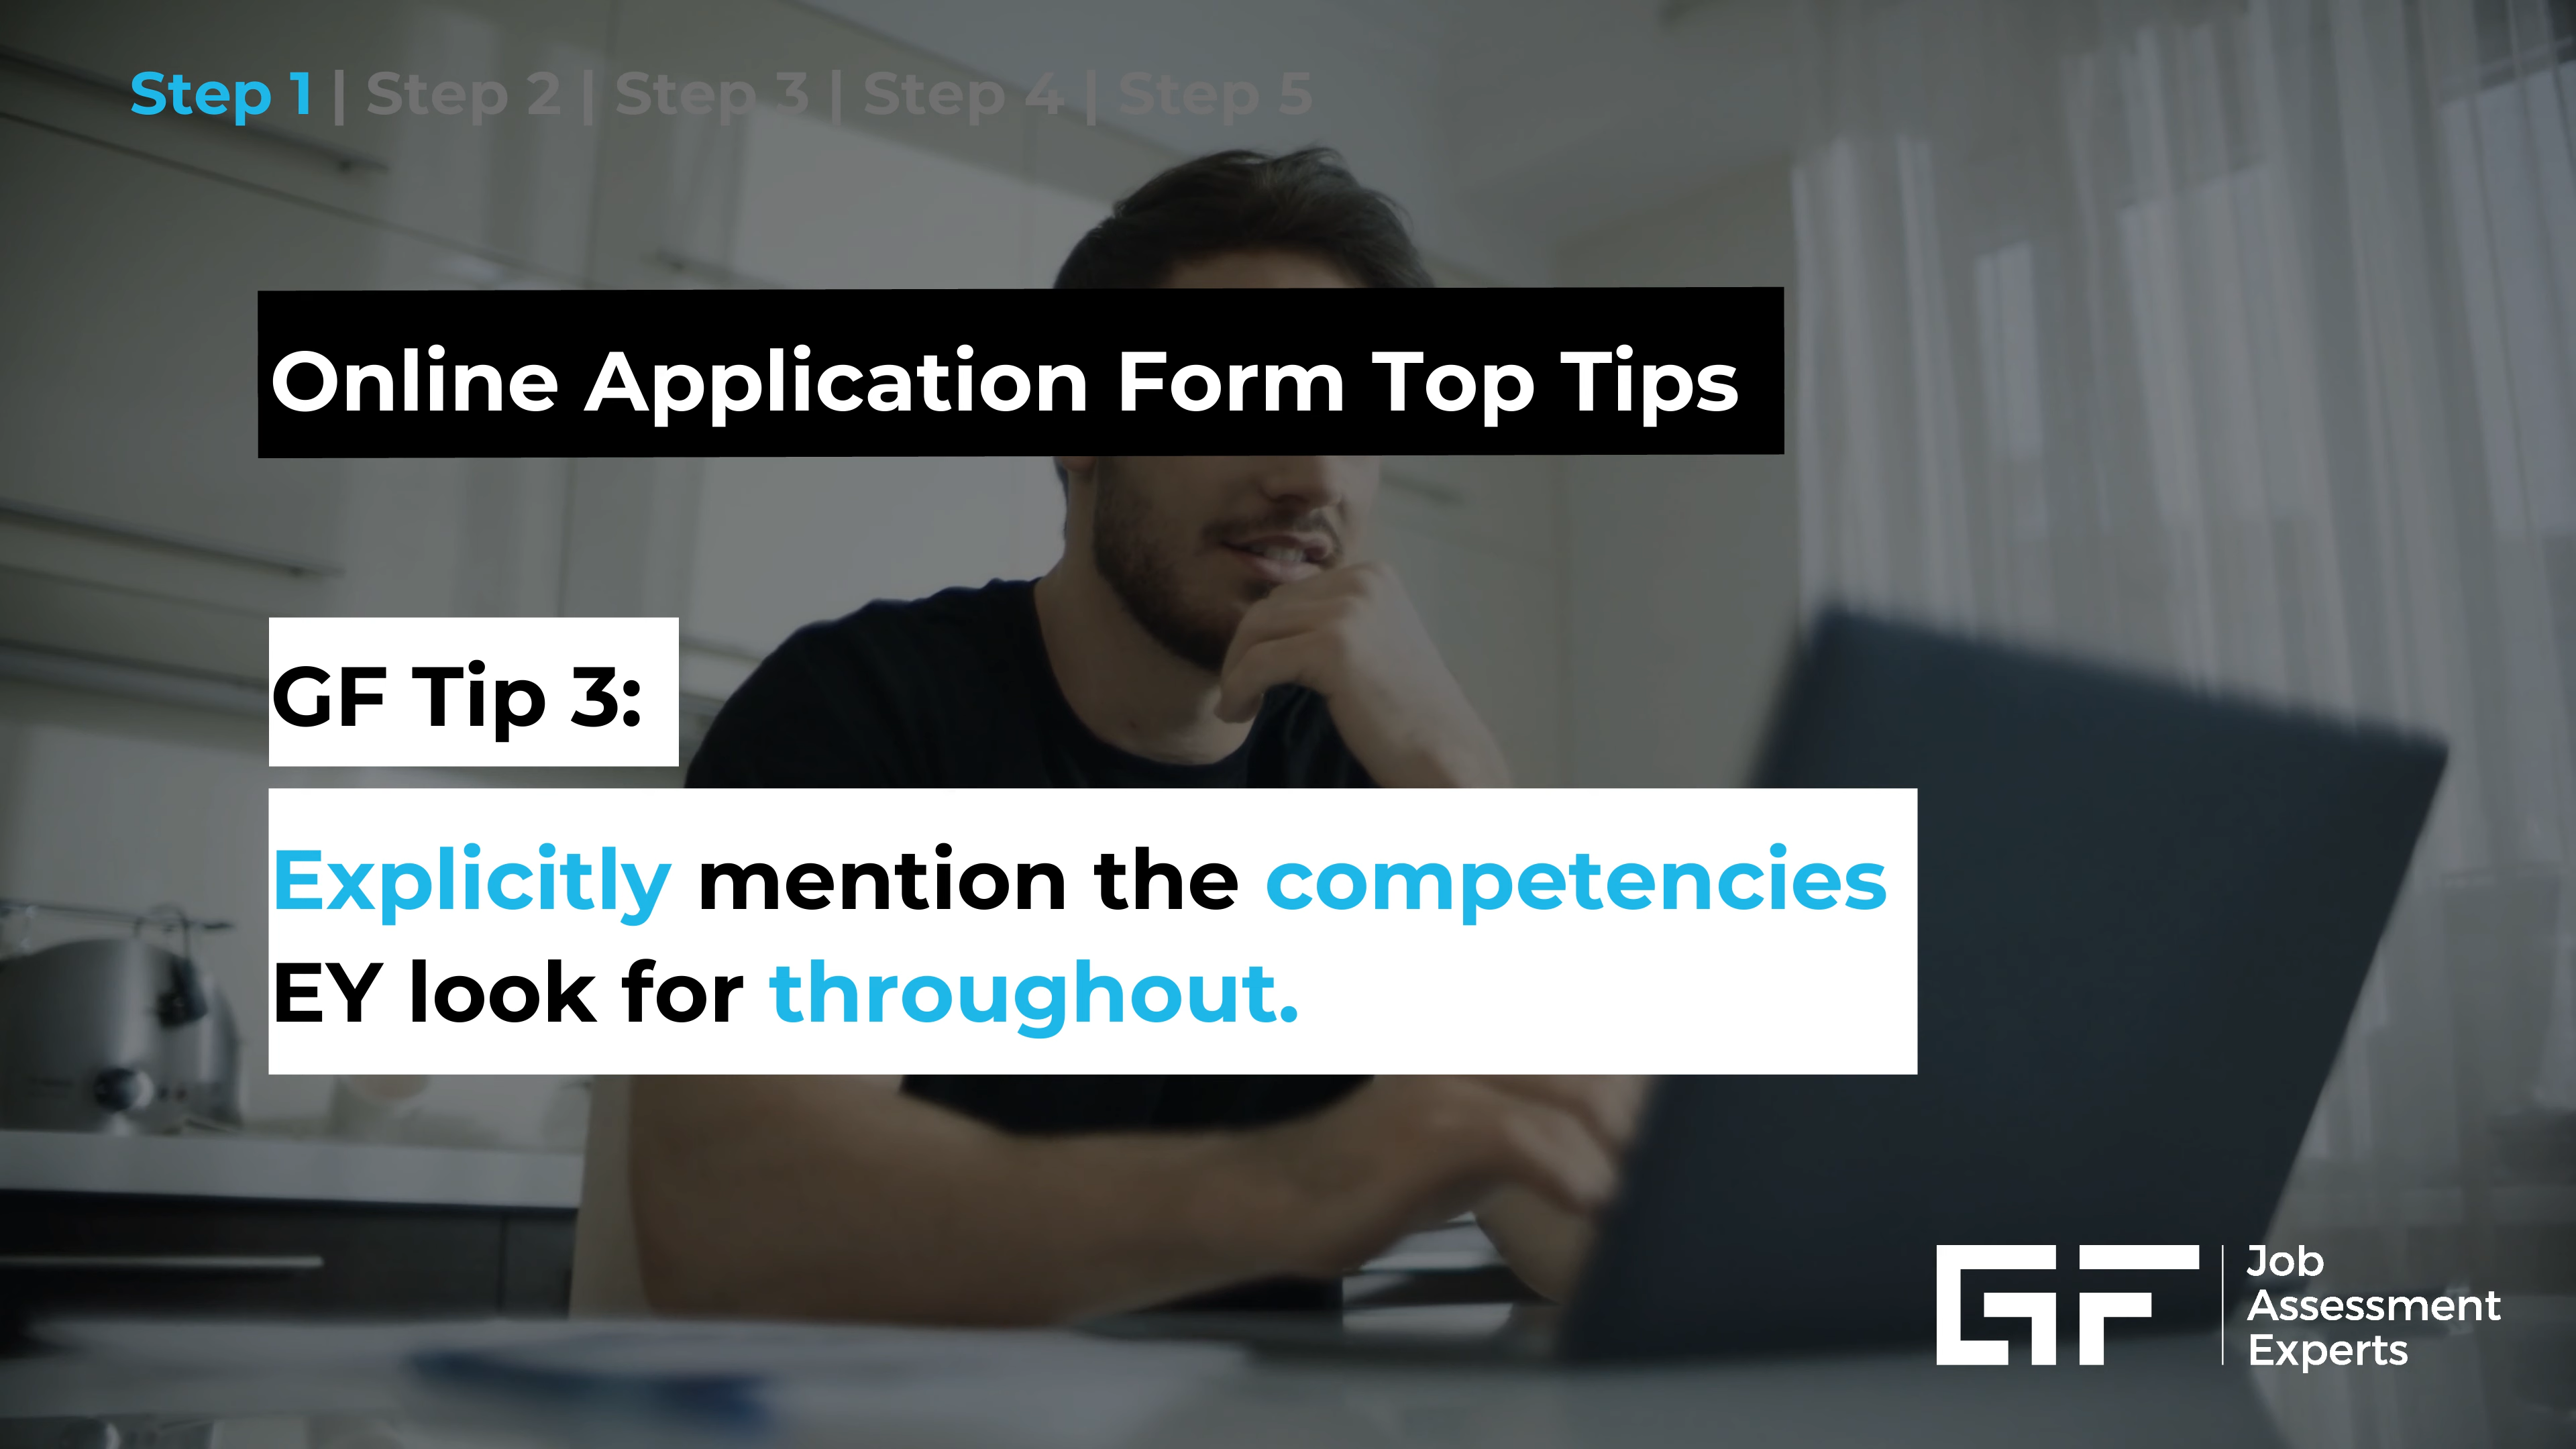 Step 1 | Step 2 | Step 3 | Step 4 | Step 5
Online Application Form Top Tips
GF Tip 3:
Explicitly mention the competencies
EY look for throughout.
GF
Job
Assessment
Experts